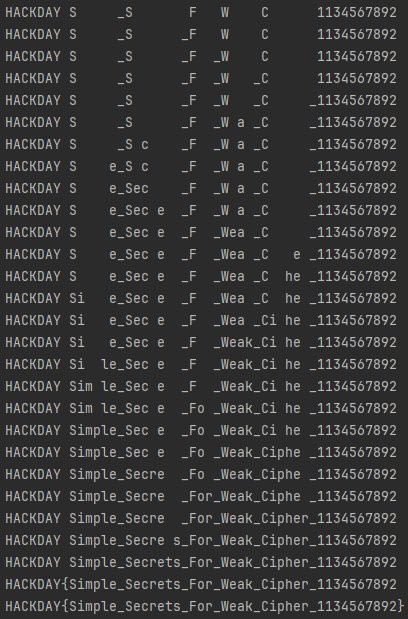 HACKDAY S     _S       F   W    C      1134567892
HACKDAY S     _S      _F   W    C      1134567892
HACKDAY S     _S      _F  _W    C      1134567892
HACKDAY S     _S      _F  _W   _C      1134567892
HACKDAY S     _S      _F  _W   _C     _1134567892
HACKDAY S     _S      _F  _W a _C     _1134567892
HACKDAY S     _S c    _F  _W a _C     _1134567892
HACKDAY S    e_S c    _F  _W a _C     _1134567892
HACKDAY S    e_Sec    _F  _W a _C     _1134567892
HACKDAY S    e_Sec e  _F  _W a _C     _1134567892
HACKDAY S    e_Sec e  _F  _Wea _C     _1134567892
HACKDAY S    e_Sec e  _F  _Wea _C   e _1134567892
HACKDAY S    e_Sec e  _F  _Wea _C  he _1134567892
HACKDAY Si   e_Sec e  _F  _Wea _C  he _1134567892
HACKDAY Si   e_Sec e  _F  _Wea _Ci he _1134567892
HACKDAY Si   e_Sec e  _F  _Weak_Ci he _1134567892
HACKDAY Si  le_Sec e  _F  _Weak_Ci he _1134567892
HACKDAY Sim le_Sec e  _F  _Weak_Ci he _1134567892
HACKDAY Sim le_Sec e  _Fo _Weak_Ci he _1134567892
HACKDAY Simple_Sec e  _Fo _Weak_Ci he _1134567892
HACKDAY Simple_Sec e  _Fo _Weak_Ciphe _1134567892
HACKDAY Simple_Secre  _Fo _Weak_Ciphe _1134567892
HACKDAY Simple_Secre  _For_Weak_Ciphe _1134567892
HACKDAY Simple_Secre  _For_Weak_Cipher_1134567892
HACKDAY Simple_Secre s_For_Weak_Cipher_1134567892
HACKDAY Simple_Secrets_For_Weak_Cipher_1134567892
HACKDAY{Simple_Secrets_For_Weak_Cipher_1134567892
HACKDAY{Simple_Secrets_For_Weak_Cipher_1134567892}